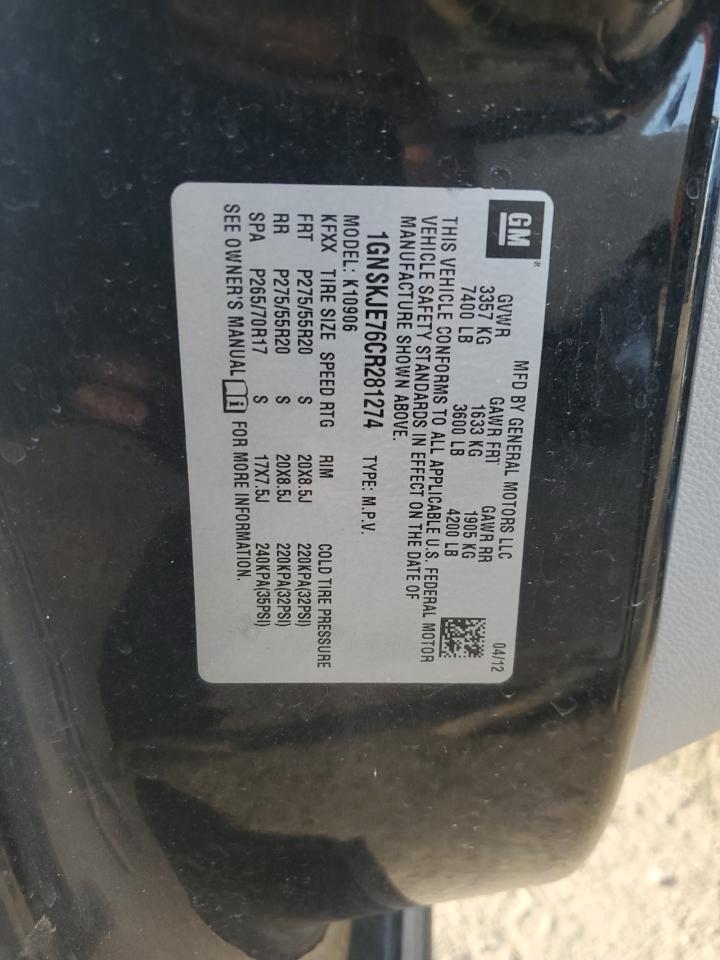 GM®
MFD BY GENERAL MOTORS LLC 04/12
GVWR GAWR FRT GAWR RR
3357 KG 1633 KG 1905 KG
7400 LB 3600 LB 4200 LB
THIS VEHICLE CONFORMS TO ALL APPLICABLE U.S. FEDERAL MOTOR
VEHICLE SAFETY STANDARDS IN EFFECT ON THE DATE OF
MANUFACTURE SHOWN ABOVE.
1GNSKJE76CR281274 TYPE: M.P.V.
MODEL: K10906
KFXX TIRE SIZE SPEED RTG RIM COLD TIRE PRESSURE
FRT P275/55R20 S 20X8.5J 220KPA(32PSI)
RR P275/55R20 S 20X8.5J 220KPA(32PSI)
SPA P265/70R17 S 17X7.5J 240KPA(35PSI)
SEE OWNER'S MANUAL i FOR MORE INFORMATION.